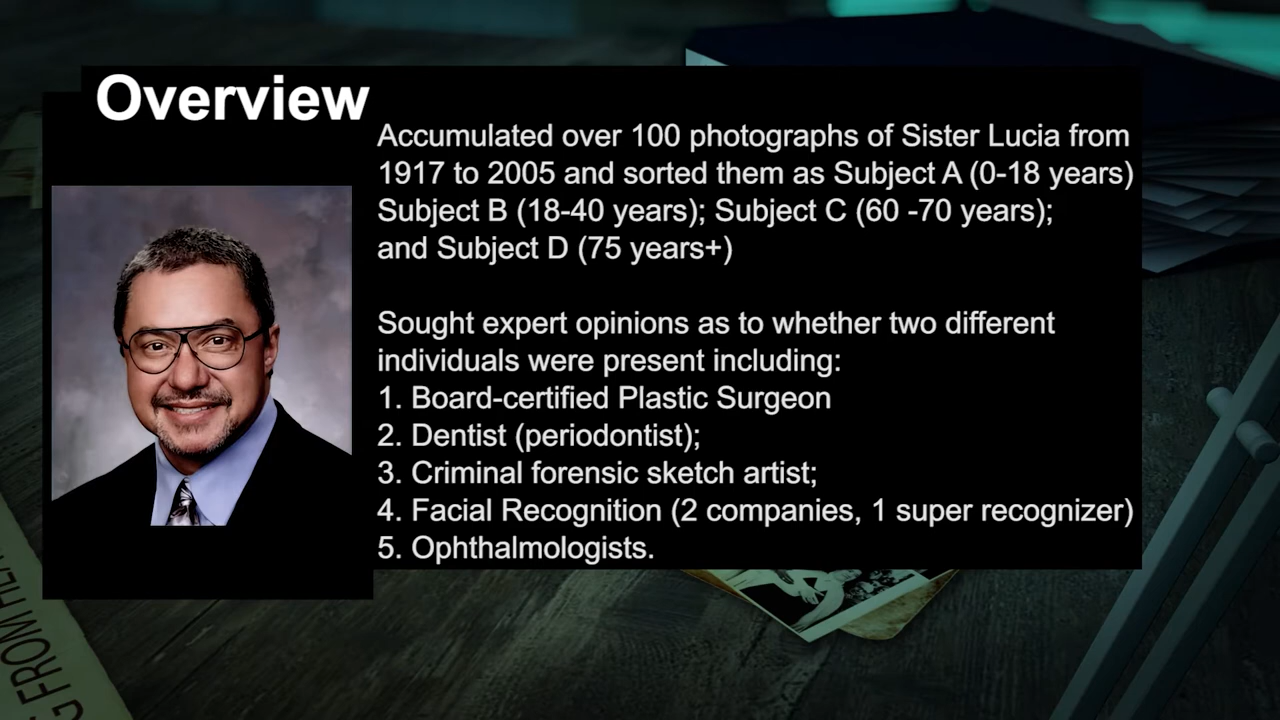 Overview
Accumulated over 100 photographs of Sister Lucia from
1917 to 2005 and sorted them as Subject A (0-18 years)
Subject B (18-40 years); Subject C (60 -70 years);
and Subject D (75 years+)
Sought expert opinions as to whether two different
individuals were present including:
1. Board-certified Plastic Surgeon
2. Dentist (periodontist);
3. Criminal forensic sketch artist;
4. Facial Recognition (2 companies, 1 super recognizer)
5. Ophthalmologists.
FROM